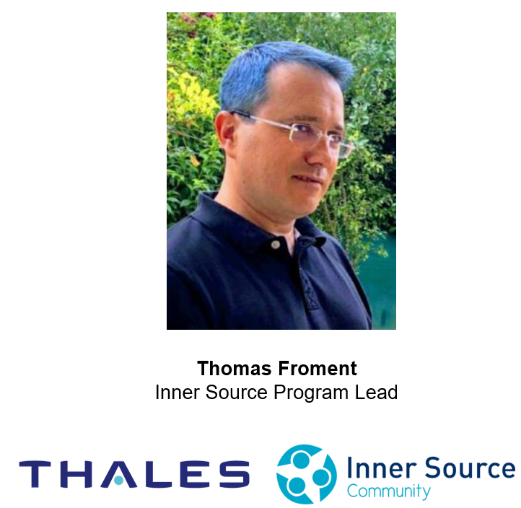 Thomas Froment
Inner Source Program Lead
THALES
Inner Source
Community